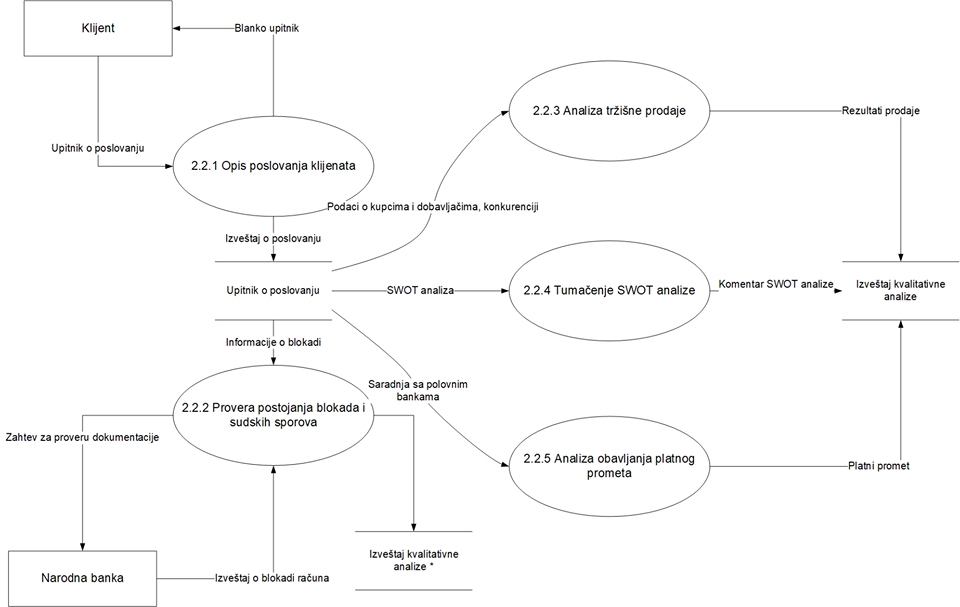 Klijent
Blanko upitnik
2.2.3 Analiza tržišne prodaje
Rezultati prodaje
Upitnik o poslovanju
2.2.1 Opis poslovanja klijenata
Podaci o kupcima i dobavljačima, konkurenciji
Izveštaj o poslovanju
Upitnik o poslovanju
SWOT analiza
2.2.4 Tumačenje SWOT analize
Komentar SWOT analize
Izveštaj kvalitativne
analize
Informacije o blokadi
Saradnja sa polovnim
bankama
2.2.2 Provera postojanja blokada i
sudskih sporova
Zahtev za proveru dokumentacije
2.2.5 Analiza obavljanja platnog
prometa
Platni promet
Izveštaj kvalitativne
analize *
Narodna banka
Izveštaj o blokadi računa